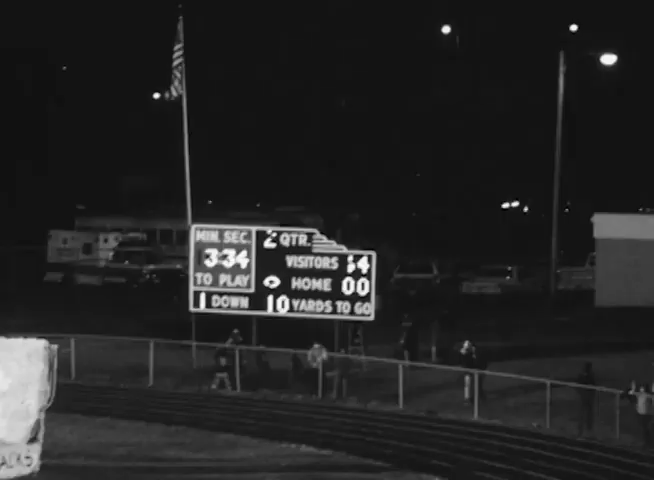 MIN. SEC.
3:34
TO PLAY
2 QTR.
VISITORS 14
HOME 00
1 DOWN
10 YARDS TO GO